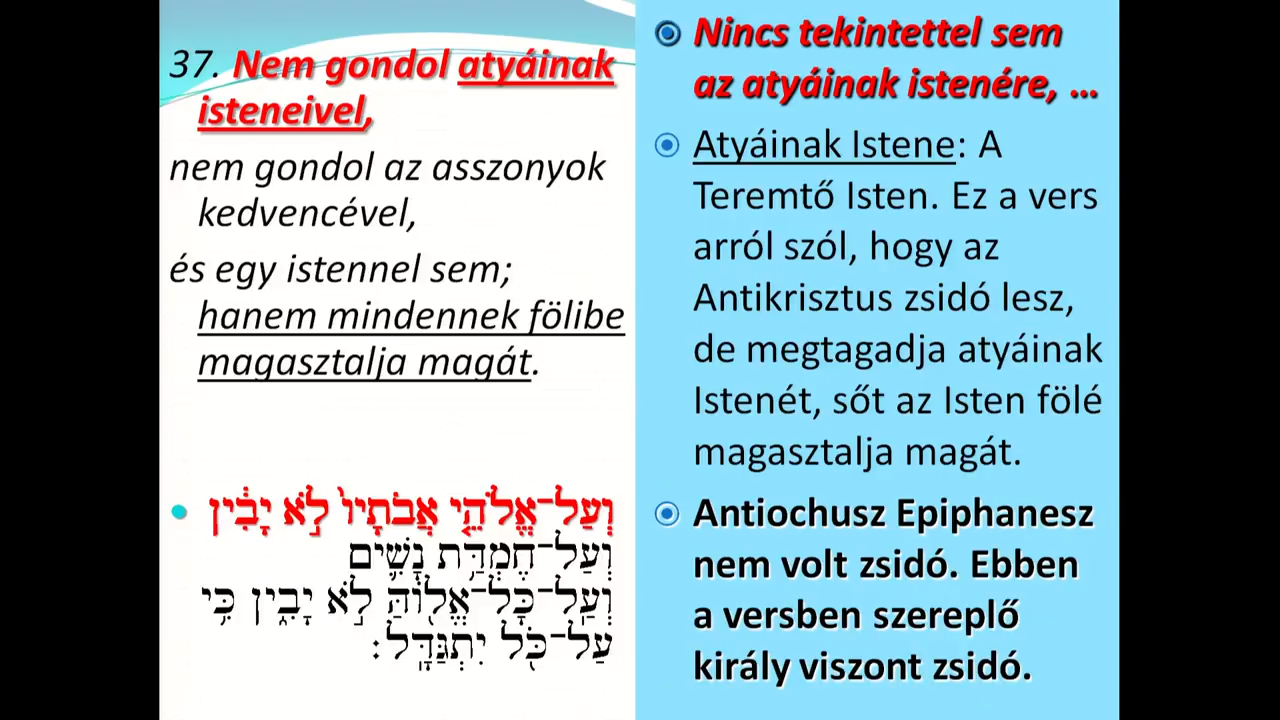 37. Nem gondol atyáinak
isteneivel,
nem gondol az asszonyok
kedvencével,
és egy istennel sem;
hanem mindennek fölibe
magasztalja magát.
וְעַל־אֱלֹהֵ֤י אֲבֹתָיו֙ לֹ֣א יָבִ֔ין
וְעַל־חֶמְדַּ֥ת נָשִׁ֛ים
וְעַֽל־כָּל־אֱל֖וֹהַּ לֹ֣א יָבִ֑ין כִּ֥י
עַל־כֹּ֖ל יִתְגַּדָּֽל׃
Nincs tekintettel sem
az atyáinak istenére, ...
Atyáinak Istene: A
Teremtő Isten. Ez a vers
arról szól, hogy az
Antikrisztus zsidó lesz,
de megtagadja atyáinak
Istenét, sőt az Isten fölé
magasztalja magát.
Antiochusz Epiphanesz
nem volt zsidó. Ebben
a versben szereplő
király viszont zsidó.